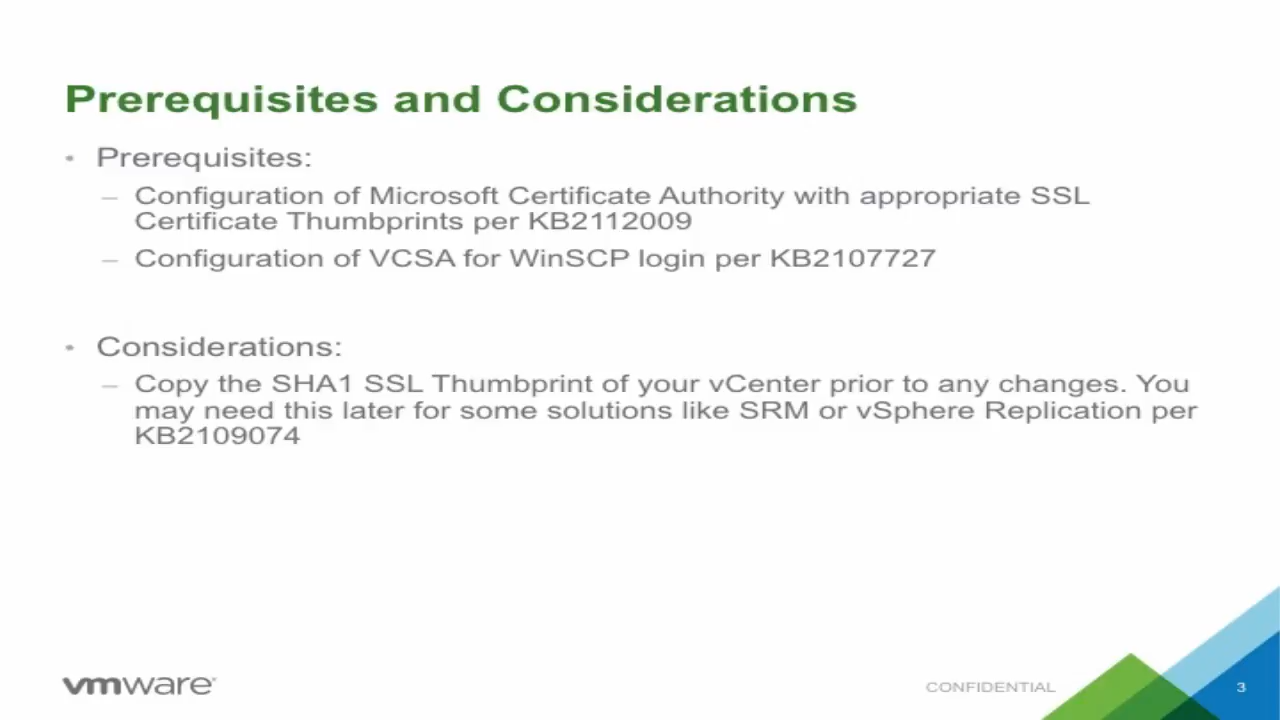 Prerequisites and Considerations
• Prerequisites:
– Configuration of Microsoft Certificate Authority with appropriate SSL
Certificate Thumbprints per KB2112009
– Configuration of VCSA for WinSCP login per KB2107727
• Considerations:
– Copy the SHA1 SSL Thumbprint of your vCenter prior to any changes. You
may need this later for some solutions like SRM or vSphere Replication per
KB2109074
vmware
CONFIDENTIAL
3